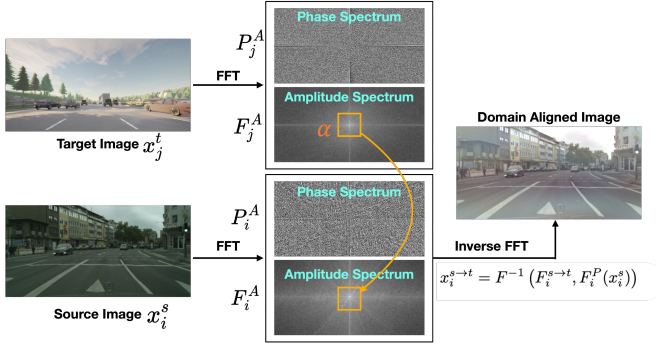 Phase Spectrum
P_j^A
FFT
Amplitude Spectrum
F_j^A
α
Target Image x_j^t
Domain Aligned Image
Phase Spectrum
P_i^A
FFT
Amplitude Spectrum
F_i^A
Source Image x_i^s
Inverse FFT
x_i^{s→t} = F^{-1} (F_i^{s→t}, F_i^P(x_i^s))